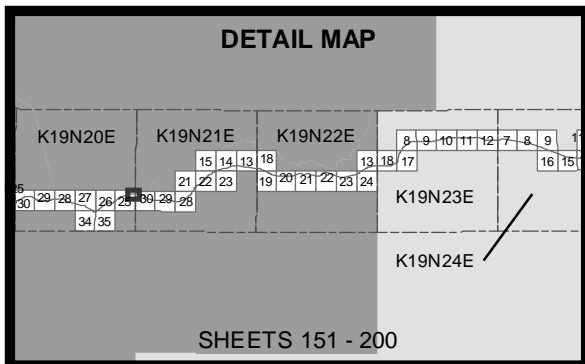 DETAIL MAP
K19N20E
K19N21E
K19N22E
8 9 10 11 12 7 8 9
15 14 13 18
13 18 17
16 15
21 22 23
19 20 21 22 23 24
K19N23E
30 29 28 27 26 25 30 29 28
34 35
K19N24E
SHEETS 151 - 200